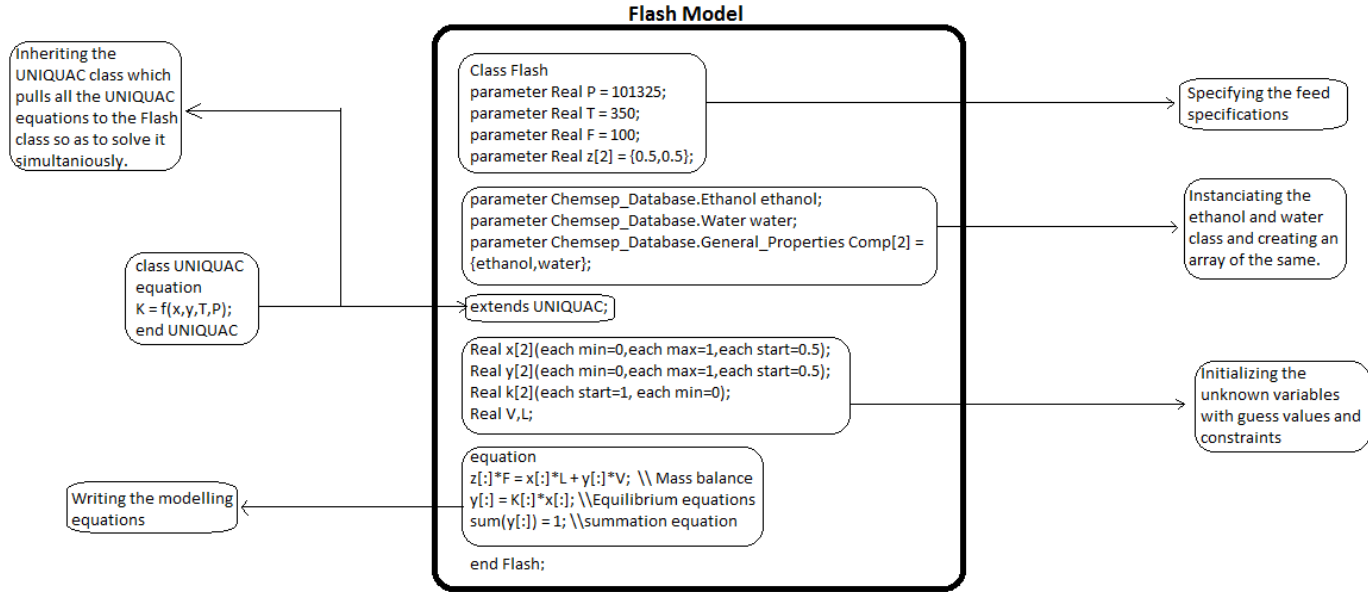 Flash Model
Inheriting the
UNIQUAC class which
pulls all the UNIQUAC
equations to the Flash
class so as to solve it
simultaniously.
class UNIQUAC
equation
K = f(x,y,T,P);
end UNIQUAC
Writing the modelling
equations
Class Flash
parameter Real P = 101325;
parameter Real T = 350;
parameter Real F = 100;
parameter Real z[2] = {0.5,0.5};
parameter Chemsep_Database.Ethanol ethanol;
parameter Chemsep_Database.Water water;
parameter Chemsep_Database.General_Properties Comp[2] =
{ethanol,water};
extends UNIQUAC;
Real x[2](each min=0,each max=1,each start=0.5);
Real y[2](each min=0,each max=1,each start=0.5);
Real k[2](each start=1, each min=0);
Real V,L;
equation
z[:]*F = x[:]*L + y[:]*V; \\ Mass balance
y[:] = K[:]*x[:]; \\Equilibrium equations
sum(y[:]) = 1; \\summation equation
end Flash;
Specifying the feed
specifications
Instanciating the
ethanol and water
class and creating an
array of the same.
Initializing the
unknown variables
with guess values and
constraints